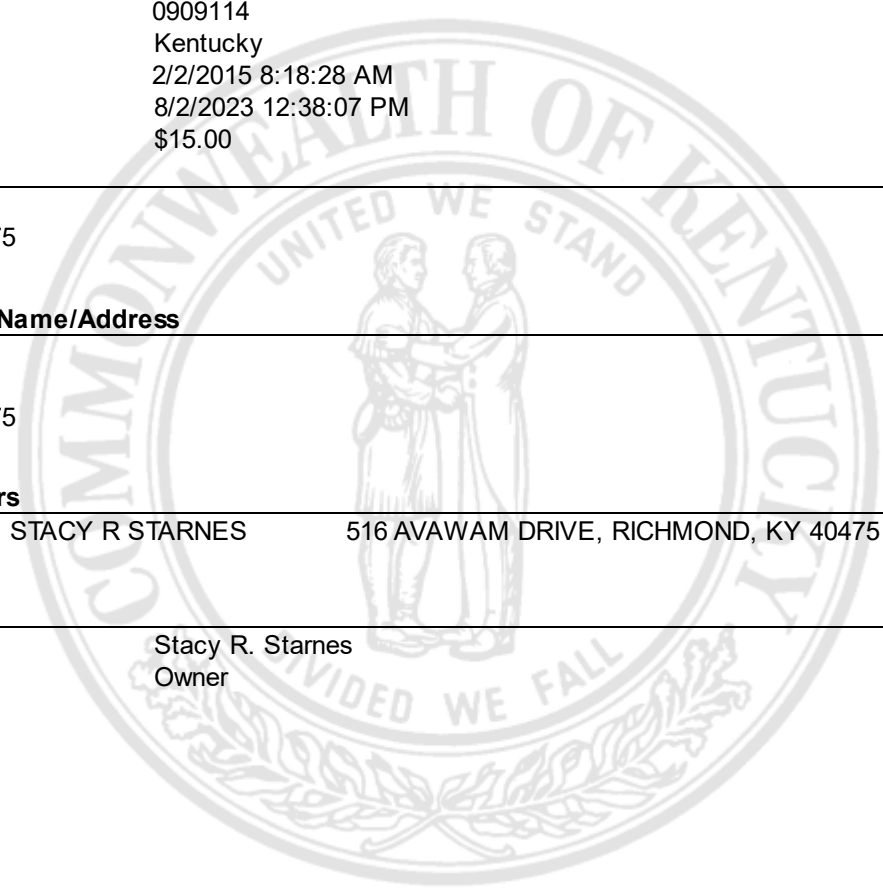 0909114
Kentucky
2/2/2015 8:18:28 AM
8/2/2023 12:38:07 PM
$15.00
COMMONWEALTH OF KENTUCKY
UNITED WE STAND
5
Name/Address
5
rs
STACY R STARNES 516 AVAWAM DRIVE, RICHMOND, KY 40475
Stacy R. Starnes
Owner
DIVIDED WE FALL